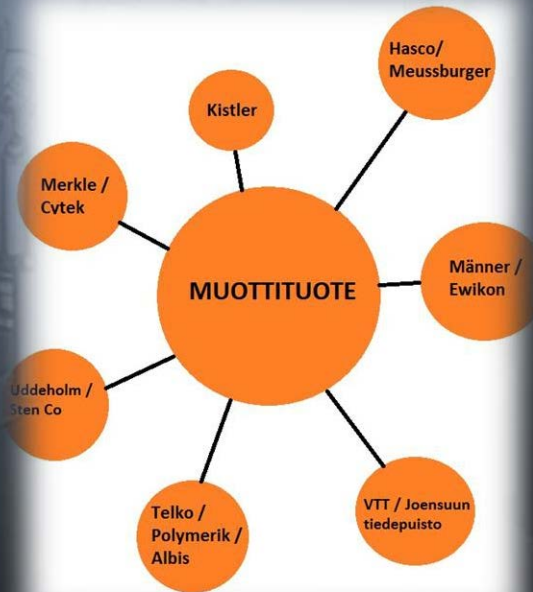 Hasco/
Meussburger
Kistler
Merkle /
Cytek
Männer /
Ewikon
MUOTTITUOTE
Uddeholm /
Sten Co
VTT / Joensuun
tiedepuisto
Telko /
Polymerik /
Albis